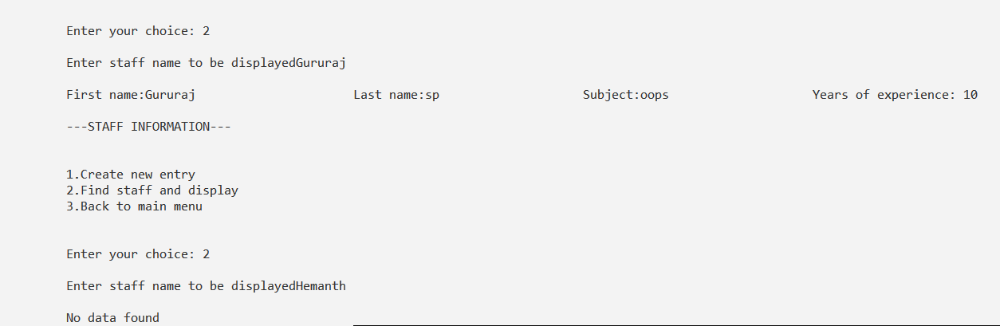 Enter your choice: 2
Enter staff name to be displayedGururaj
First name:Gururaj Last name:sp Subject:oops Years of experience: 10
---STAFF INFORMATION---
1.Create new entry
2.Find staff and display
3.Back to main menu
Enter your choice: 2
Enter staff name to be displayedHemanth
No data found